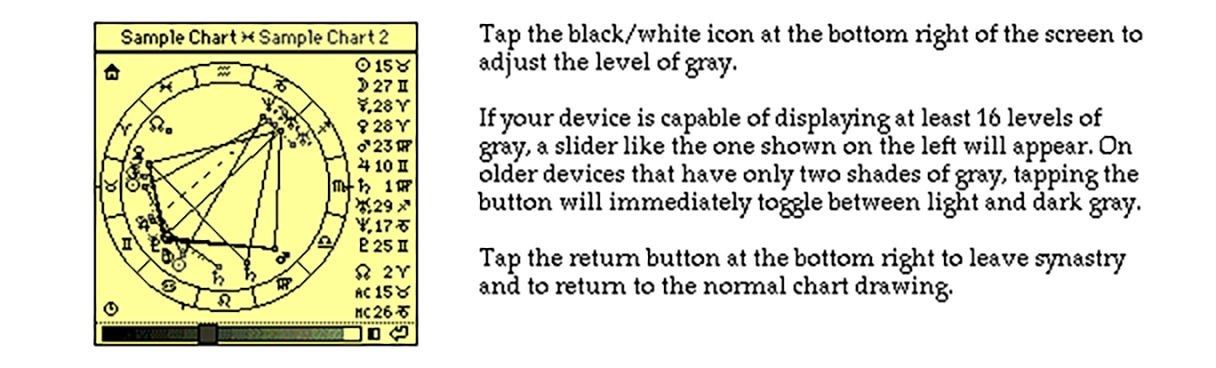 Sample Chart ♓ Sample Chart 2
☉ 15 ♉
☽ 27 ♊
☿ 28 ♈
♀ 28 ♈
♂ 23 ♍
♃ 10 ♊
♄ 1 ♍
♅ 29 ♐
♆ 17 ♑
♇ 25 ♊
☊ 2 ♈
AC 15 ♉
MC 26 ♑
Tap the black/white icon at the bottom right of the screen to
adjust the level of gray.
If your device is capable of displaying at least 16 levels of
gray, a slider like the one shown on the left will appear. On
older devices that have only two shades of gray, tapping the
button will immediately toggle between light and dark gray.
Tap the return button at the bottom right to leave synastry
and to return to the normal chart drawing.